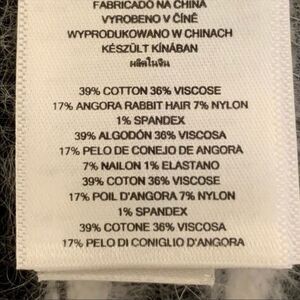 FABRICADO NA CHINA
VYROBENO V ČÍNĚ
WYPRODUKOWANO W CHINACH
KÉSZÜLT KÍNÁBAN
ผลิตในจีน
39% COTTON 36% VISCOSE
17% ANGORA RABBIT HAIR 7% NYLON
1% SPANDEX
39% ALGODÓN 36% VISCOSA
17% PELO DE CONEJO DE ANGORA
7% NAILON 1% ELASTANO
39% COTON 36% VISCOSE
17% POIL D'ANGORA 7% NYLON
1% SPANDEX
39% COTONE 36% VISCOSA
17% PELO DI CONIGLIO D'ANGORA